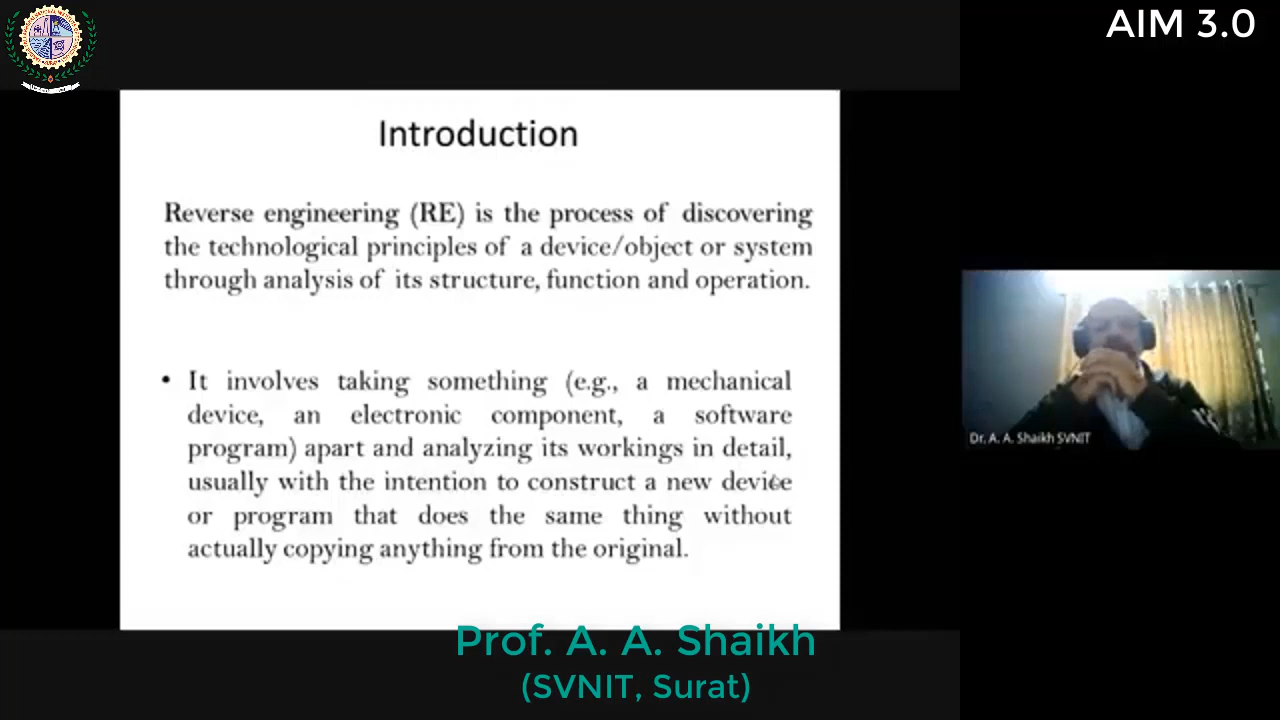 AIM 3.0
Introduction
Reverse engineering (RE) is the process of discovering
the technological principles of a device/object or system
through analysis of its structure, function and operation.
• It involves taking something (e.g., a mechanical
device, an electronic component, a software
program) apart and analyzing its workings in detail,
usually with the intention to construct a new device
or program that does the same thing without
actually copying anything from the original.
Dr. A. A. Shaikh SVNIT
Prof. A. A. Shaikh
(SVNIT, Surat)